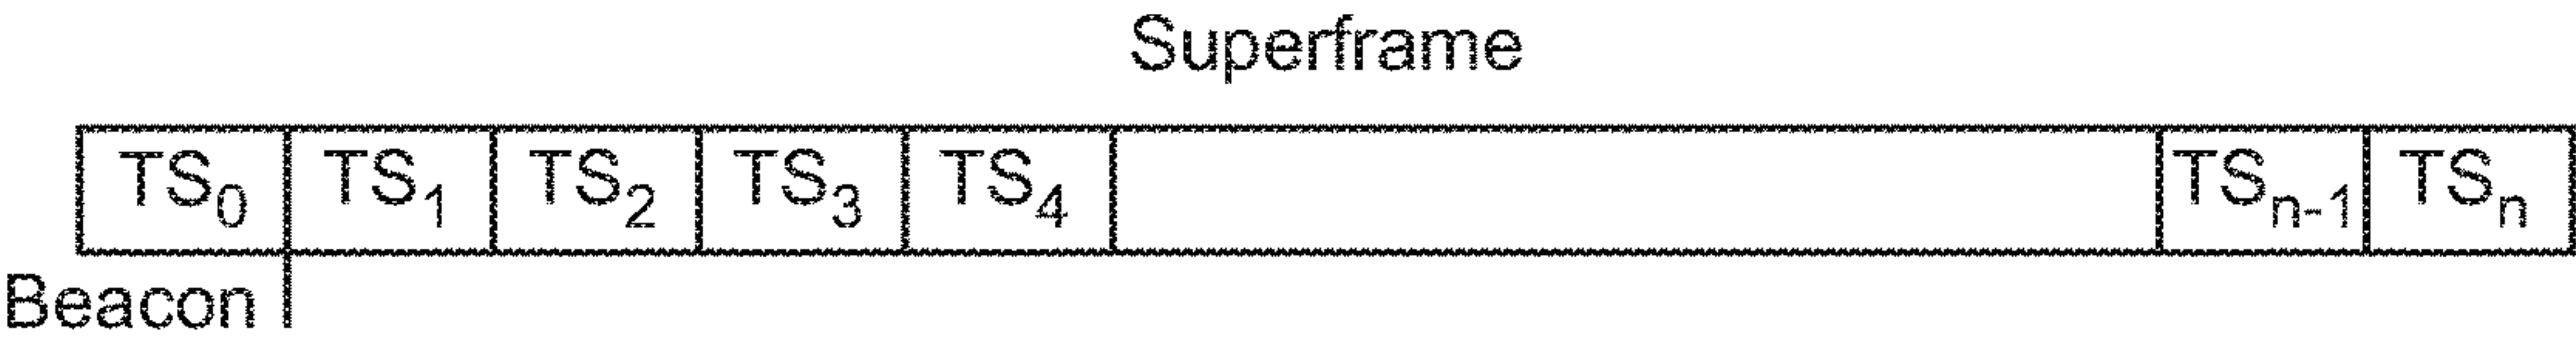 Superframe
TS₀ TS₁ TS₂ TS₃ TS₄ TSₙ₋₁ TSₙ
Beacon